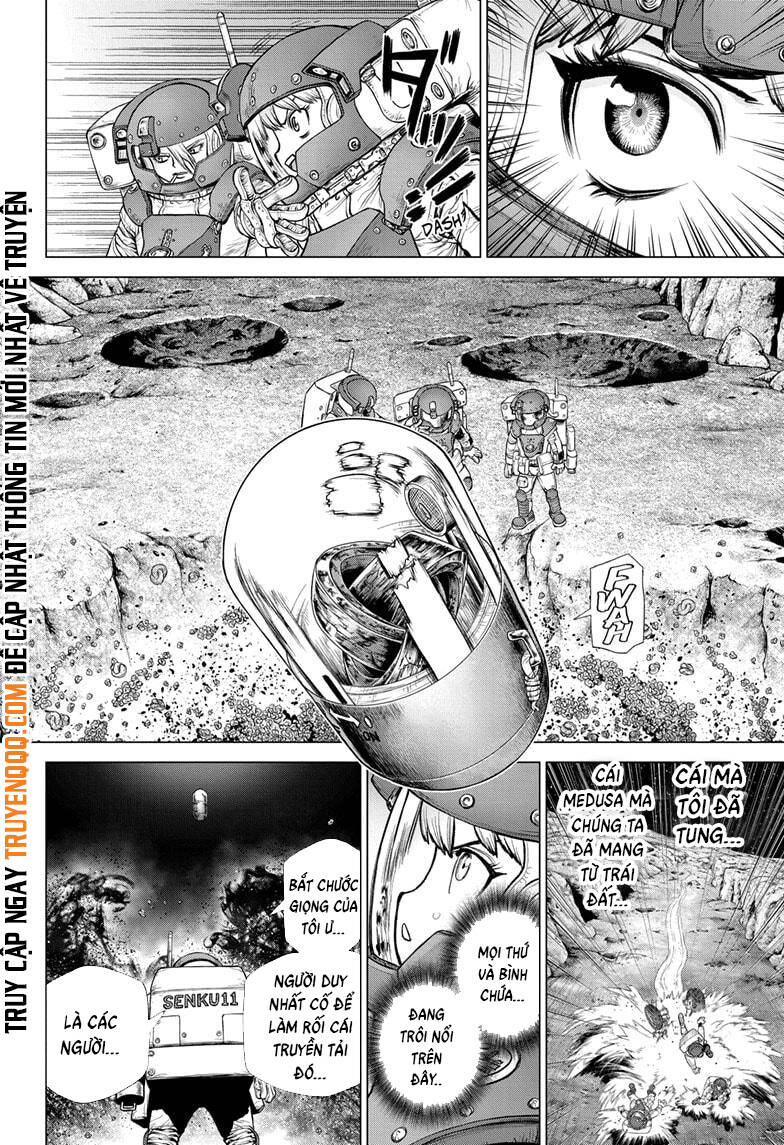 ダッ
DASH
FWAH
CÁI MÀ
TÔI ĐÃ
TUNG...
CÁI
MEDUSA MÀ
CHÚNG TA
ĐÃ MANG
TỪ TRÁI
ĐẤT...
MỌI THỨ
VÀ BÌNH
CHỨA...
ĐANG
TRÔI NỔI
TRÊN
ĐÂY..
BẮT CHƯỚC
GIỌNG CỦA
TÔI Ư...
NGƯỜI DUY
NHẤT CỐ ĐỂ
LÀM RỐI CÁI
TRUYỀN TẢI
ĐÓ...
LÀ CÁC
NGƯỜI...
SENKU11
TRUY CẬP NGAY TRUYENQQQ.COM ĐỂ CẬP NHẬT THÔNG TIN MỚI NHẤT VỀ TRUYỆN